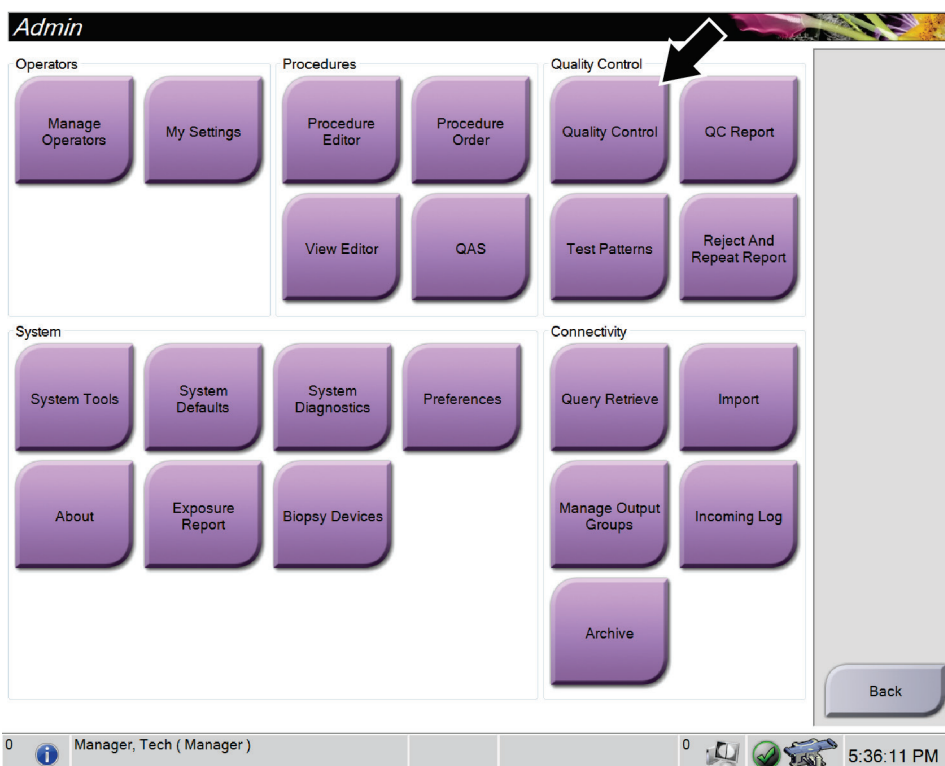 Admin
Operators
Manage
Operators
My Settings
Procedures
Procedure
Editor
Procedure
Order
View Editor
QAS
Quality Control
Quality Control
QC Report
Test Patterns
Reject And
Repeat Report
System
System Tools
System
Defaults
System
Diagnostics
Preferences
About
Exposure
Report
Biopsy Devices
Connectivity
Query Retrieve
Import
Manage Output
Groups
Incoming Log
Archive
Back
0
Manager, Tech ( Manager )
0
5:36:11 PM